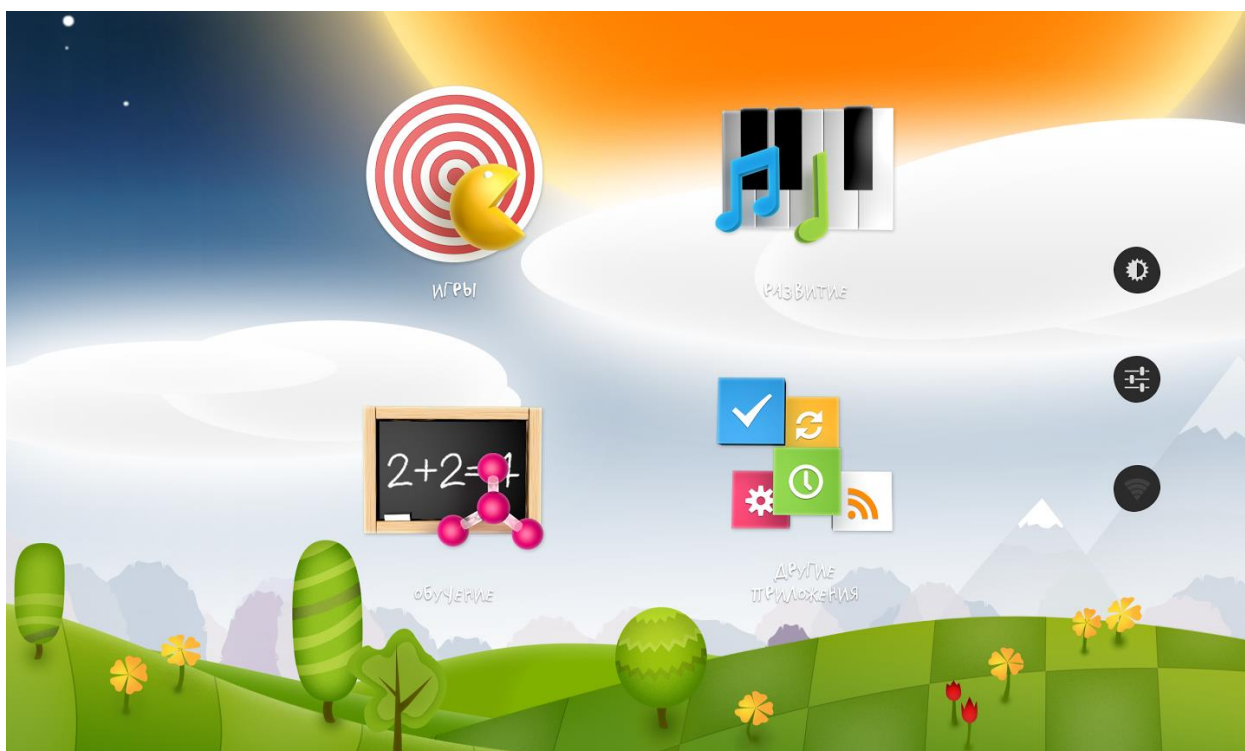 ИГРЫ
РАЗВИТИЕ
2+2=4
ОБУЧЕНИЕ
ДРУГИЕ
ПРИЛОЖЕНИЯ